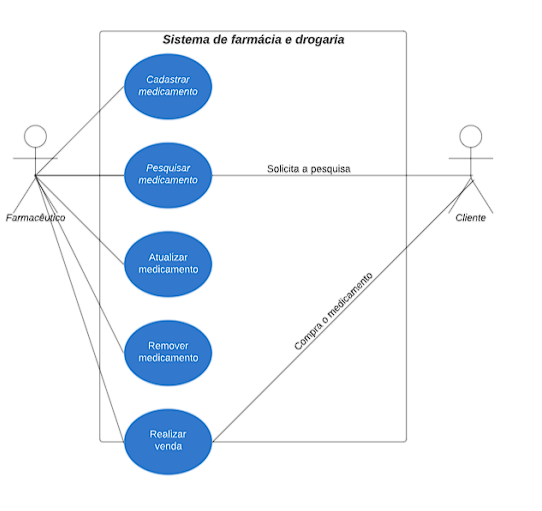 Sistema de farmácia e drogaria
Cadastrar
medicamento
Pesquisar
medicamento
Solicita a pesquisa
Farmacêutico
Cliente
Atualizar
medicamento
Compra o medicamento
Remover
medicamento
Realizar
venda